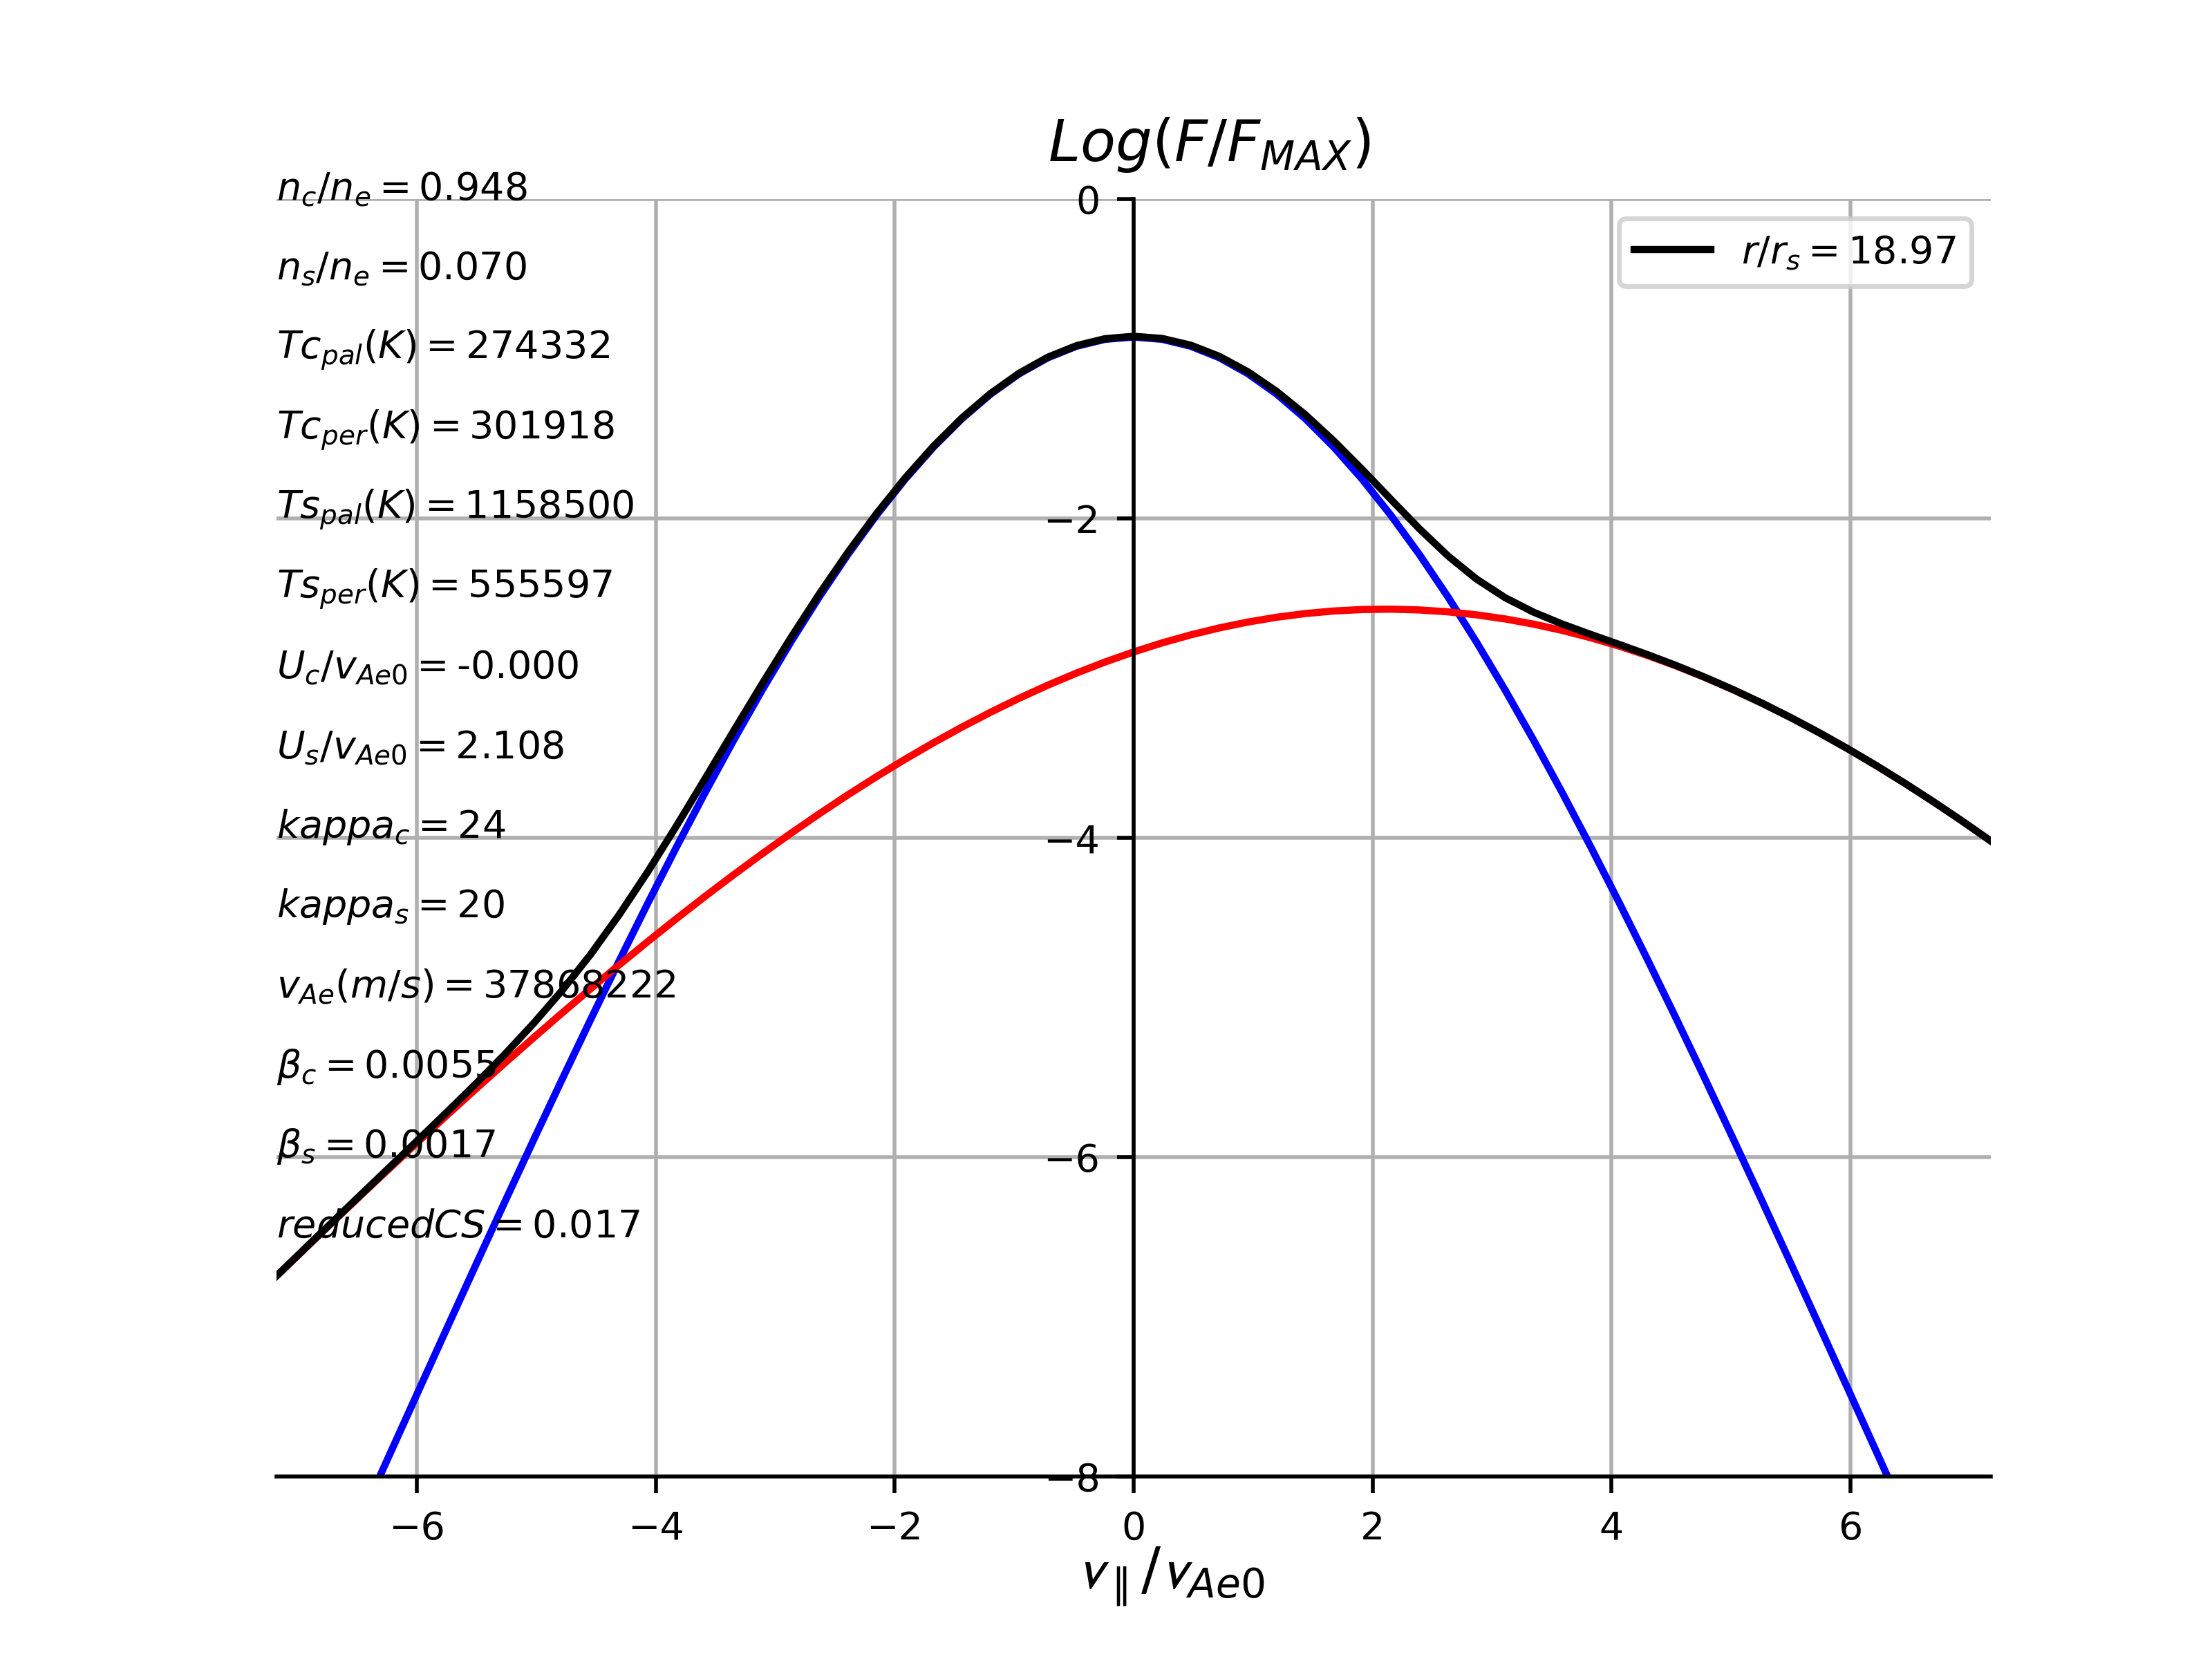 Log(F/F_MAX)
n_c/n_e = 0.948
n_s/n_e = 0.070
Tc_pal(K) = 274332
Tc_per(K) = 301918
Ts_pal(K) = 1158500
Ts_per(K) = 555597
U_c/v_Ae0 = -0.000
U_s/v_Ae0 = 2.108
kappa_c = 24
kappa_s = 20
v_Ae(m/s) = 37868222
β_c = 0.0055
β_s = 0.0017
reducedCS = 0.017
r/r_s = 18.97
0
−2
−4
−6
−8
−6 −4 −2 0 2 4 6
v_∥/v_Ae0